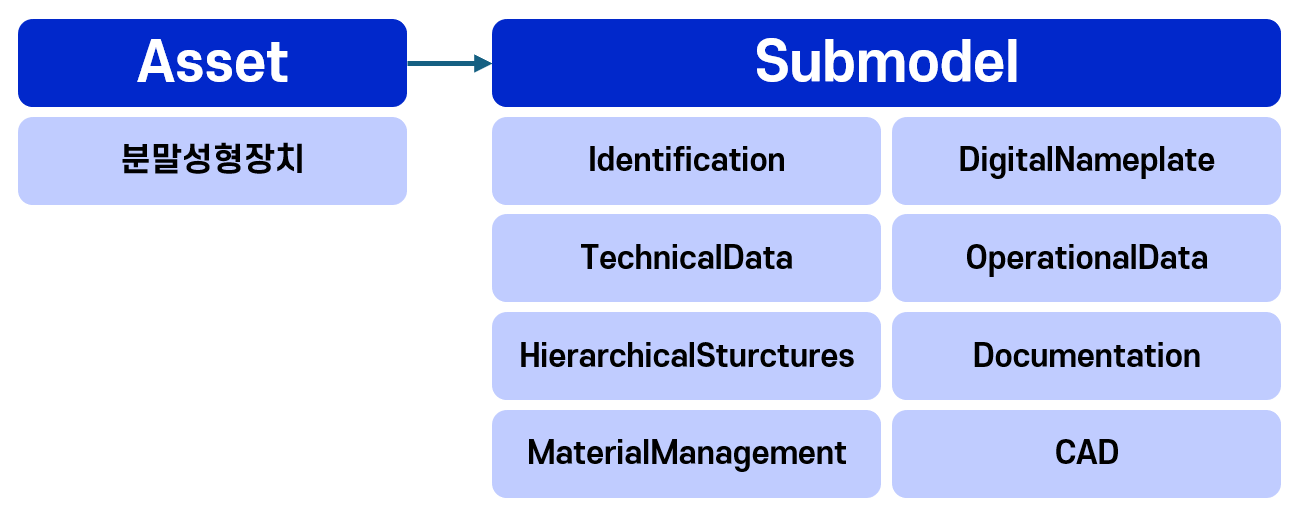 Asset
Submodel
분말성형장치
Identification
DigitalNameplate
TechnicalData
OperationalData
HierarchicalSturctures
Documentation
MaterialManagement
CAD